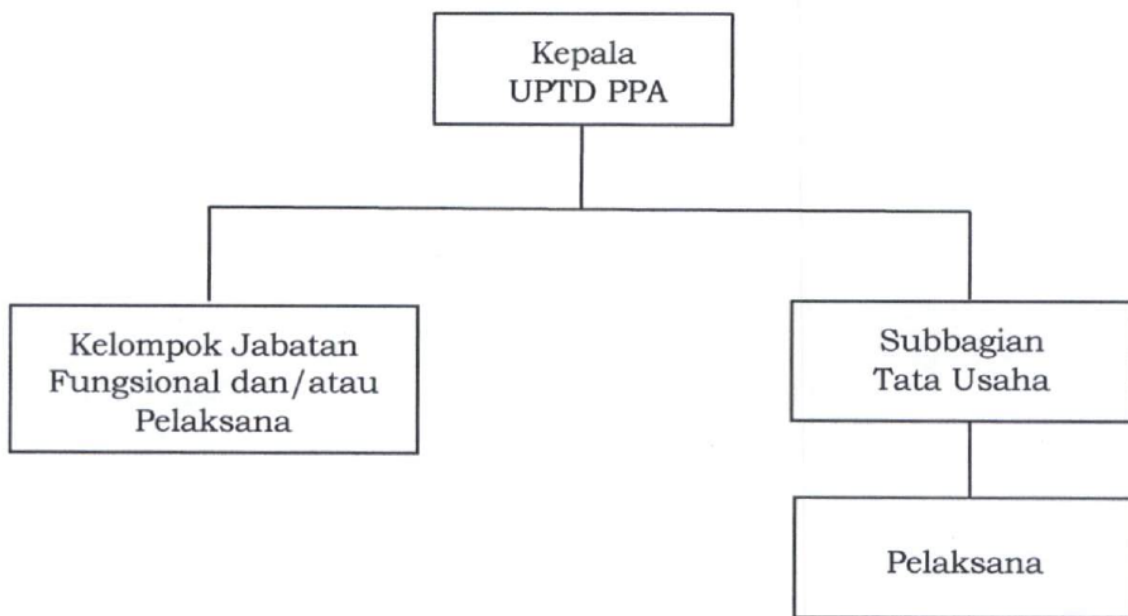 Kepala
UPTD PPA
Kelompok Jabatan
Fungsional dan/atau
Pelaksana
Subbagian
Tata Usaha
Pelaksana